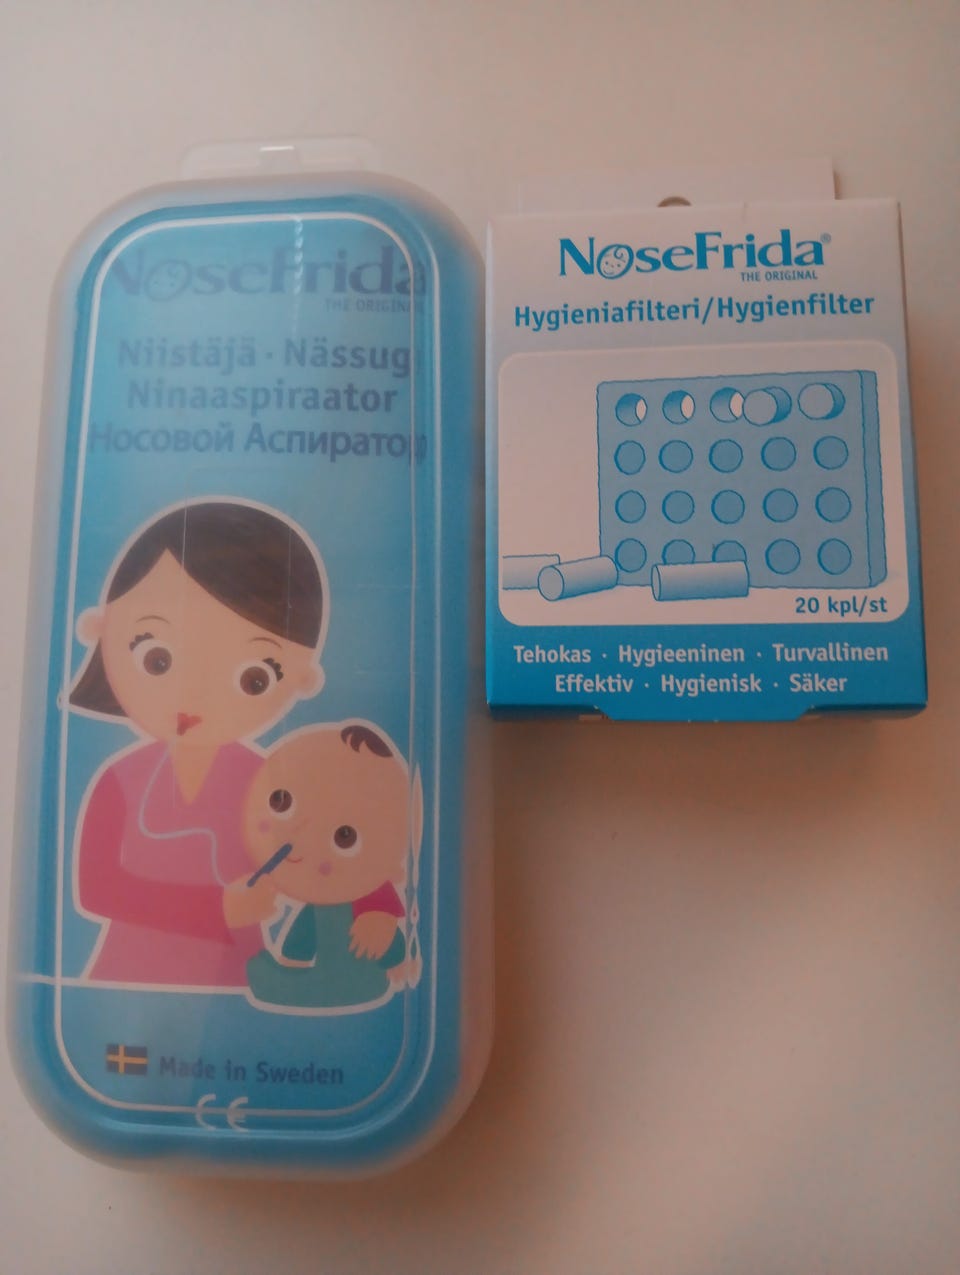 NoseFrida
THE ORIGINAL
Niistäjä · Nässug
Ninaaspiraator
Носовой Аспиратор
Made in Sweden
CE
NoseFrida®
THE ORIGINAL
Hygieniafilteri/Hygienfilter
20 kpl/st
Tehokas · Hygieeninen · Turvallinen
Effektiv · Hygienisk · Säker